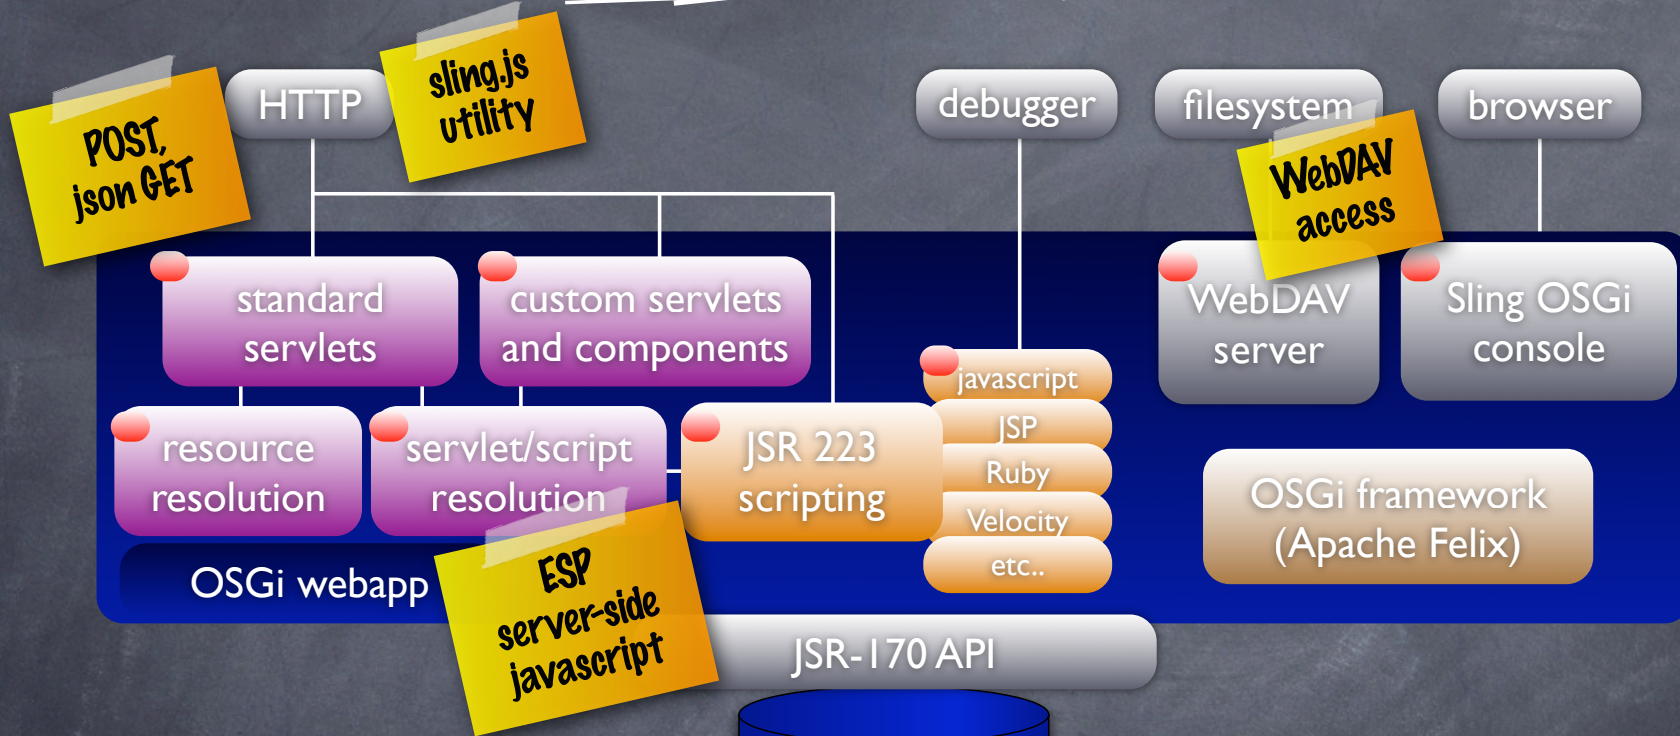 HTTP
sling.js
utility
POST,
json GET
debugger
filesystem
browser
WebDAV
access
standard
servlets
custom servlets
and components
WebDAV
server
Sling OSGi
console
javascript
JSP
Ruby
Velocity
etc..
resource
resolution
servlet/script
resolution
JSR 223
scripting
OSGi framework
(Apache Felix)
OSGi webapp
ESP
server-side
javascript
JSR-170 API